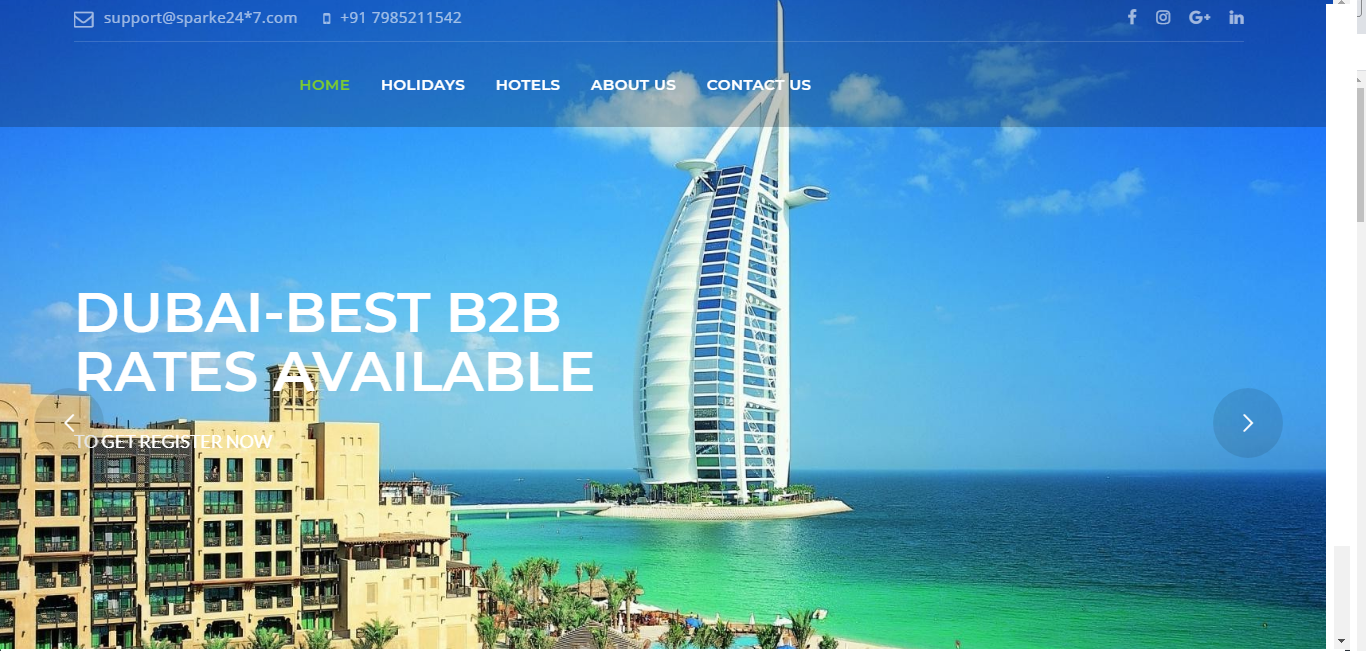 support@sparke24*7.com +91 7985211542
HOME HOLIDAYS HOTELS ABOUT US CONTACT US
DUBAI-BEST B2B
RATES AVAILABLE
TO GET REGISTER NOW